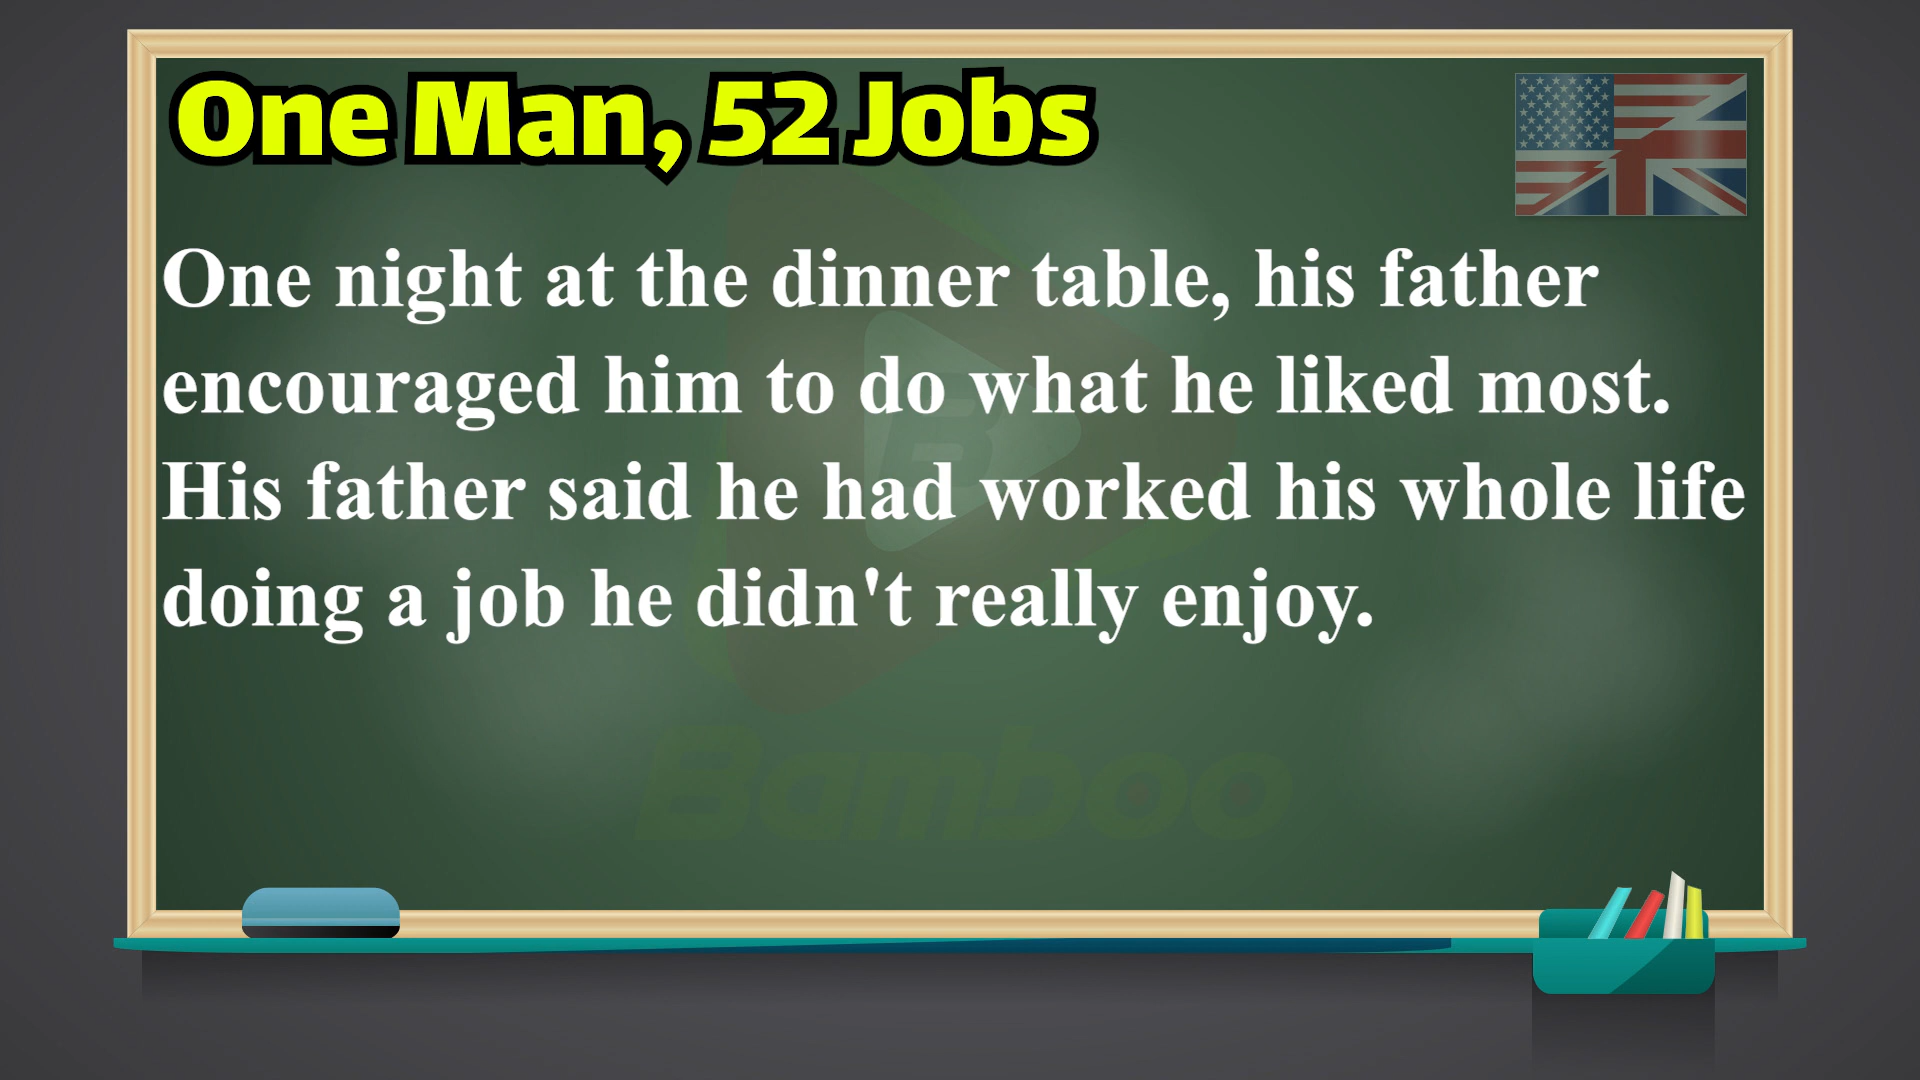 One Man, 52 Jobs
One night at the dinner table, his father
encouraged him to do what he liked most.
His father said he had worked his whole life
doing a job he didn't really enjoy.
B
Bamboo